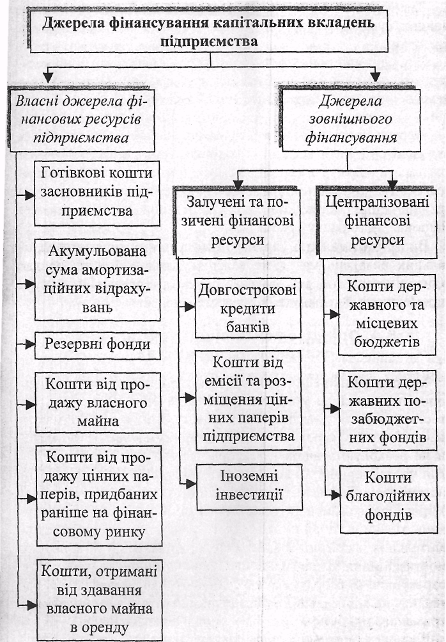 Джерела фінансування капітальних вкладень
підприємства
Власні джерела фі-
нансових ресурсів
підприємства
Готівкові кошти
засновників під-
приємства
Акумульована
сума амортиза-
ційних відраху-
вань
Резервні фонди
Кошти від про-
дажу власного
майна
Кошти від про-
дажу цінних па-
перів, придбаних
раніше на фінан-
совому ринку
Кошти, отримані
від здавання
власного майна
в оренду
Джерела
зовнішнього
фінансування
Залучені та по-
зичені фінансові
ресурси
Довгострокові
кредити
банків
Кошти від
емісії та роз-
міщення цін-
них паперів
підприємства
Іноземні
інвестиції
Централізовані
фінансові
ресурси
Кошти дер-
жавного та
місцевих
бюджетів
Кошти дер-
жавних по-
забюджет-
них фондів
Кошти
благодійних
фондів